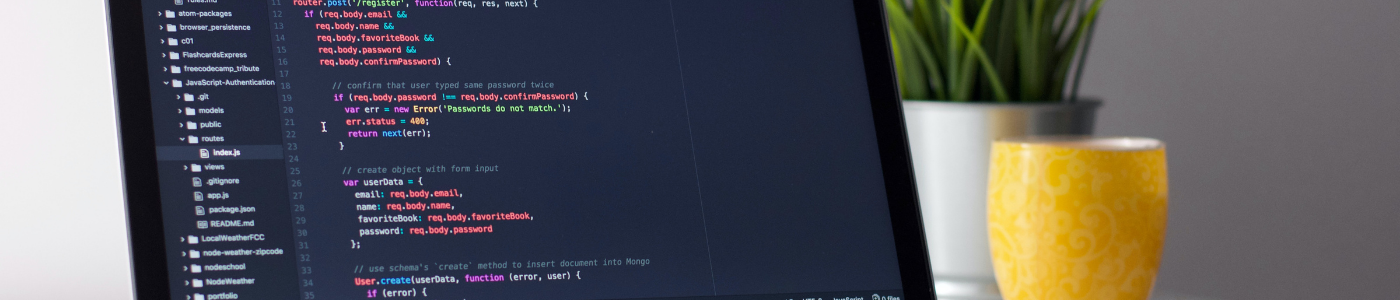 rules.md
atom-packages
browser_persistence
c01
FlashcardsExpress
freecodecamp_tribute
JavaScript-Authentication
.git
models
public
routes
index.js
views
.gitignore
app.js
package.json
README.md
LocalWeatherFCC
node-weather-zipcode
nodeschool
NodeWeather
portfolio
11 router.post('/register', function(req, res, next) {
12 if (req.body.email &&
13 req.body.name &&
14 req.body.favoriteBook &&
15 req.body.password &&
16 req.body.confirmPassword) {
17
18 // confirm that user typed same password twice
19 if (req.body.password !== req.body.confirmPassword) {
20 var err = new Error('Passwords do not match.');
21 err.status = 400;
22 return next(err);
23 }
24
25 // create object with form input
26 var userData = {
27 email: req.body.email,
28 name: req.body.name,
29 favoriteBook: req.body.favoriteBook,
30 password: req.body.password
31 };
32
33 // use schema's `create` method to insert document into Mongo
34 User.create(userData, function (error, user) {
35 if (error) {
UTF-8 JavaScript 0 files